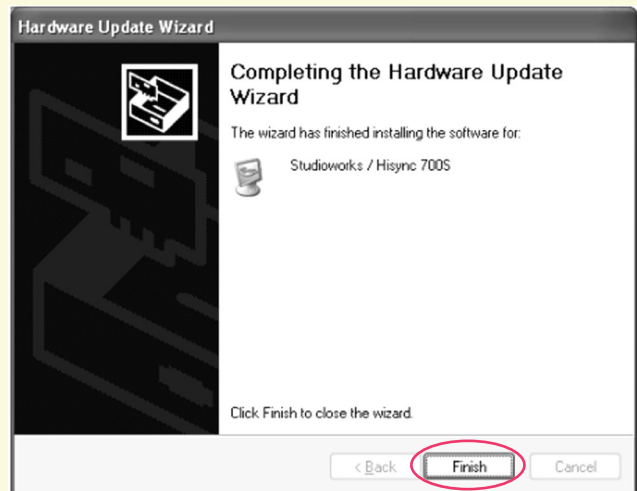 Hardware Update Wizard
Completing the Hardware Update
Wizard
The wizard has finished installing the software for:
Studioworks / Hisync 700S
Click Finish to close the wizard.
< Back Finish Cancel